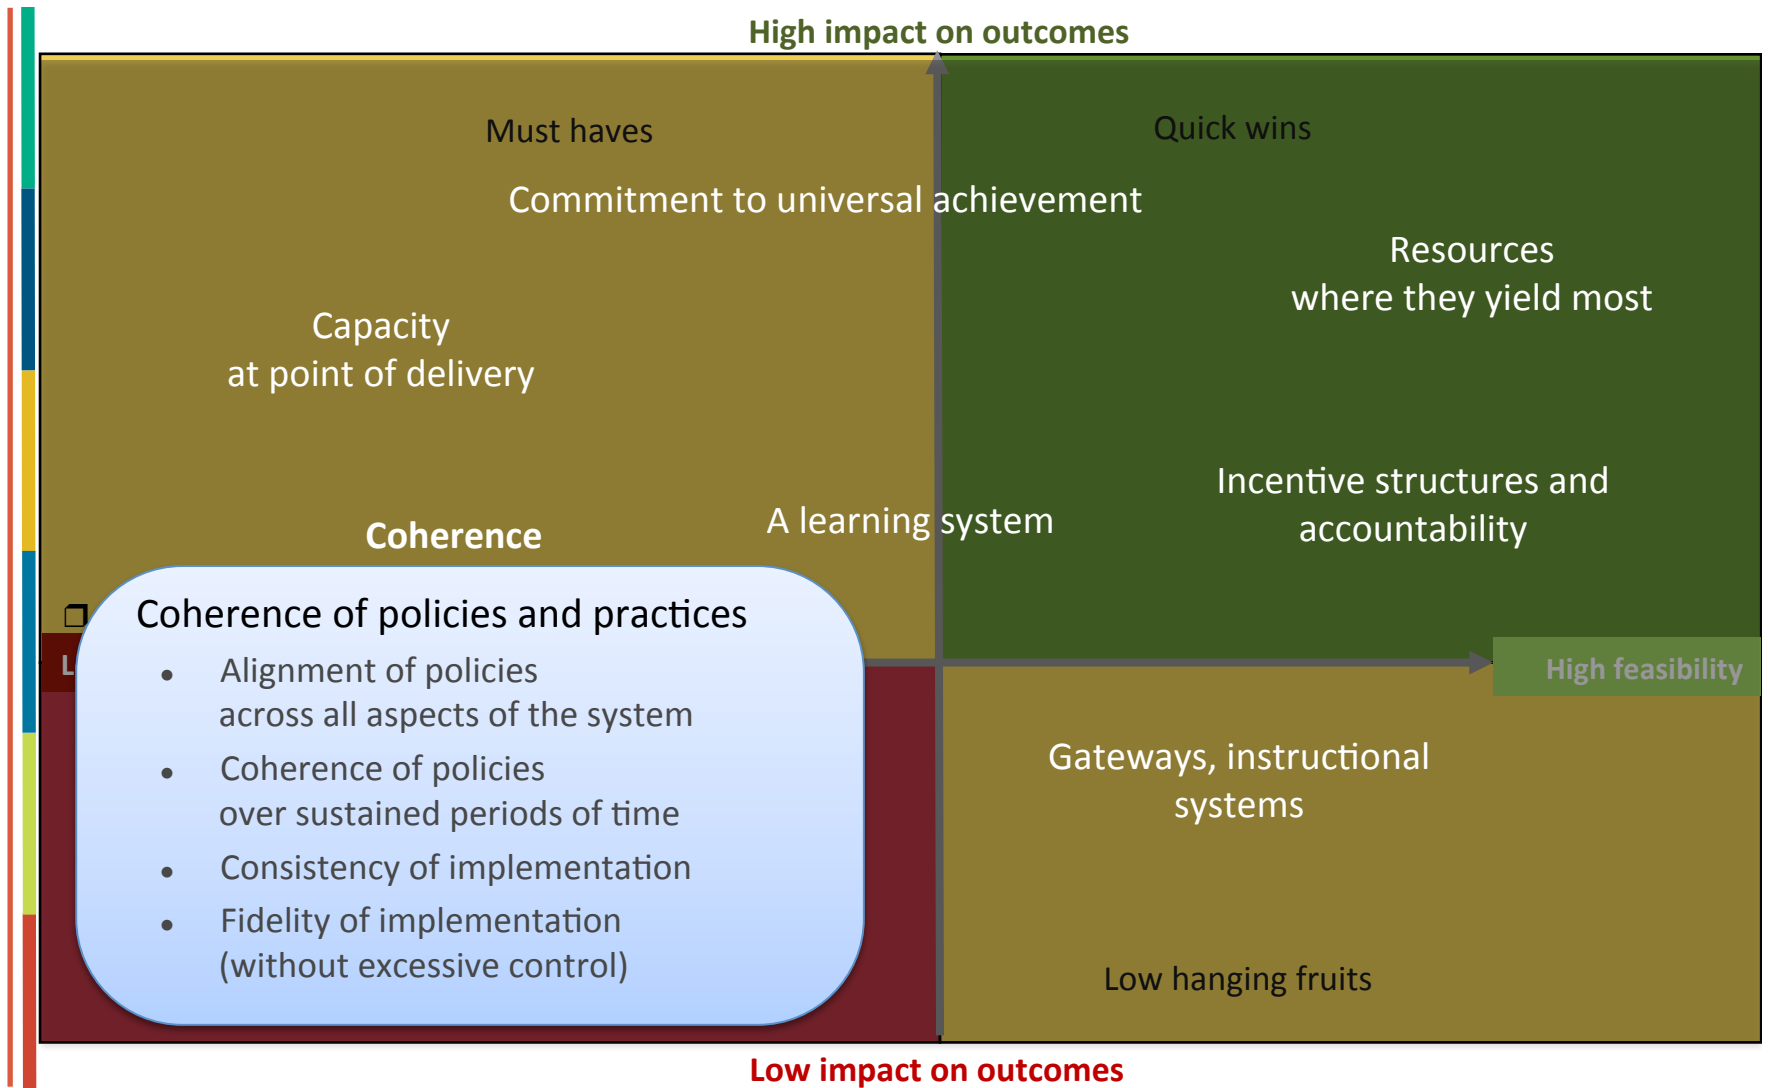 High impact on outcomes
Must haves
Quick wins
Commitment to universal achievement
Resources
where they yield most
Capacity
at point of delivery
Incentive structures and
accountability
A learning system
Coherence
Coherence of policies and practices
L
High feasibility
• Alignment of policies
across all aspects of the system
• Coherence of policies
over sustained periods of time
• Consistency of implementation
• Fidelity of implementation
(without excessive control)
Gateways, instructional
systems
Low hanging fruits
Low impact on outcomes